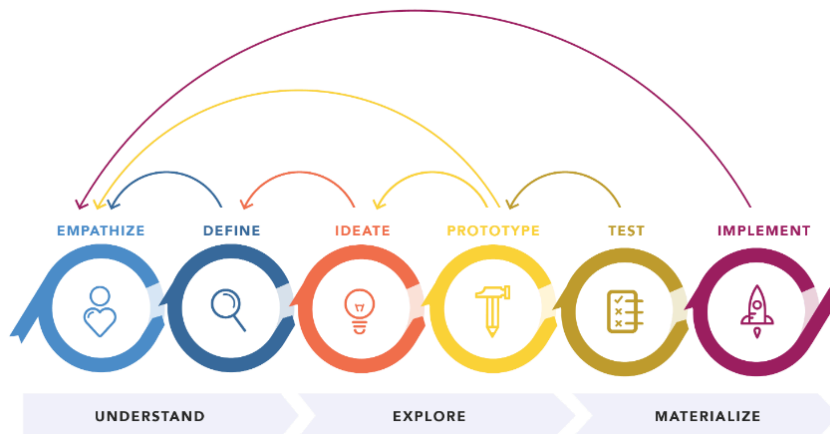 EMPATHIZE DEFINE IDEATE PROTOTYPE TEST IMPLEMENT
UNDERSTAND EXPLORE MATERIALIZE